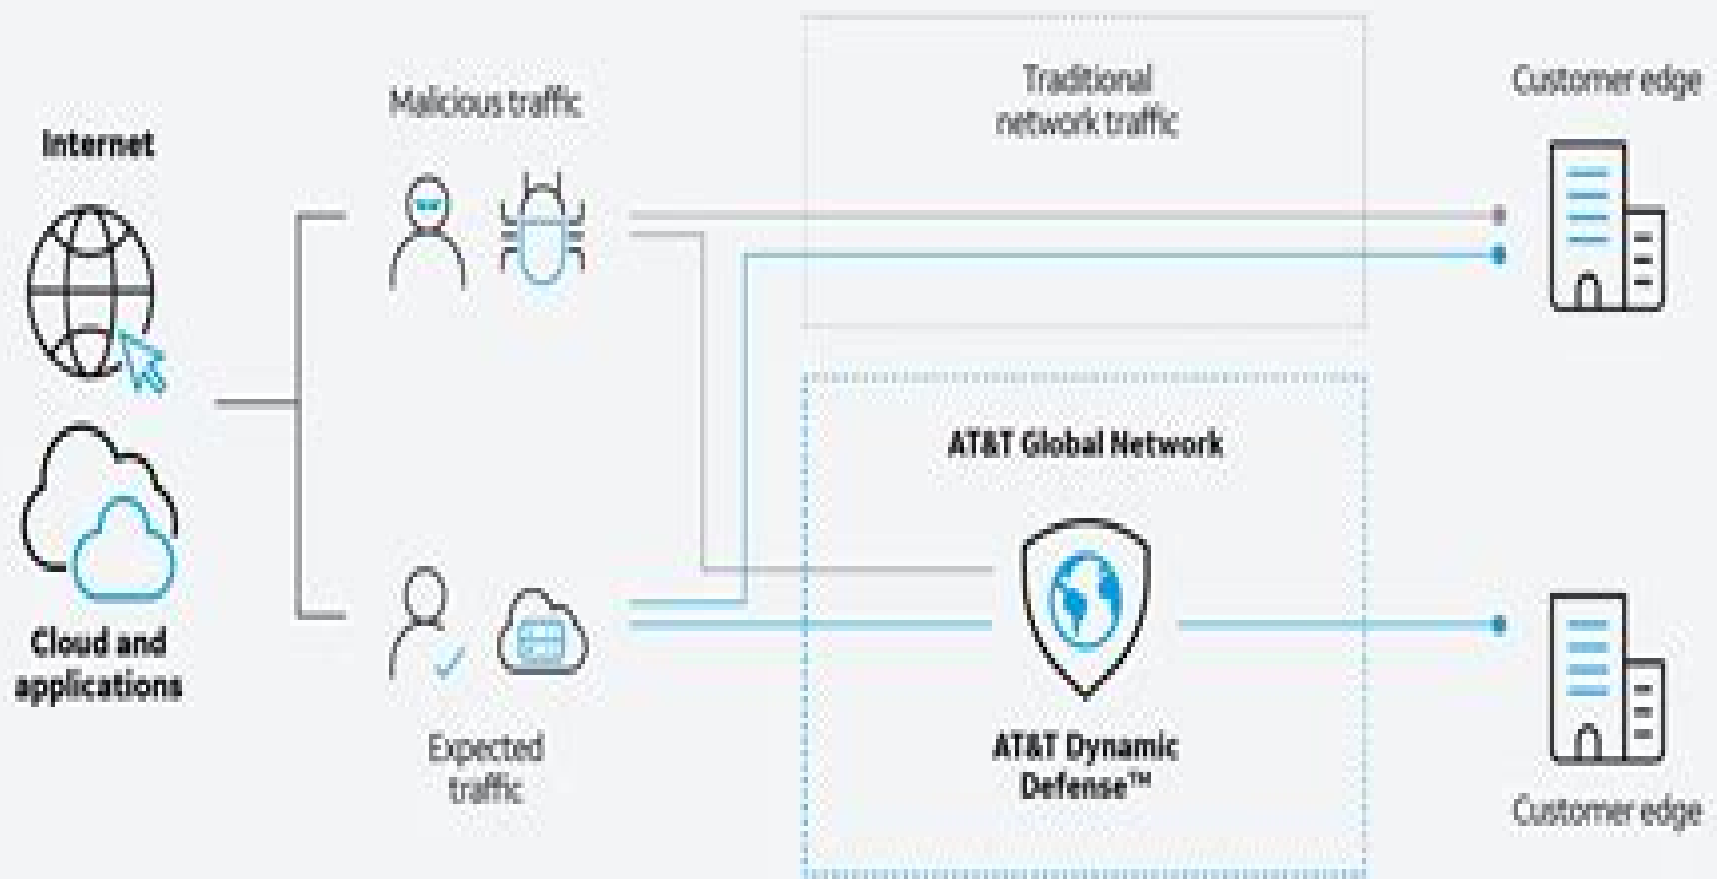 Internet
Cloud and
applications
Malicious traffic
Expected
traffic
Traditional
network traffic
AT&T Global Network
AT&T Dynamic
Defense™
Customer edge
Customer edge